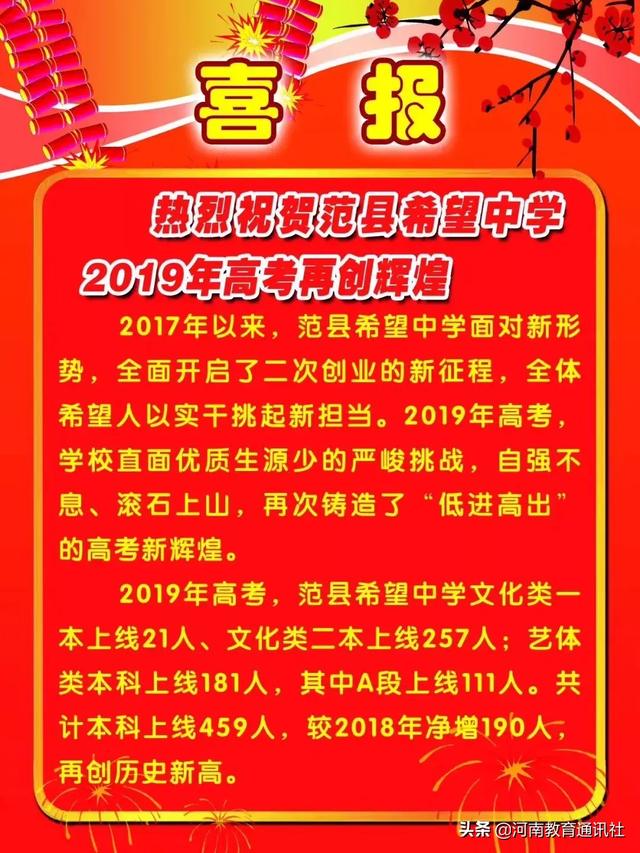 喜 报
热烈祝贺范县希望中学
2019年高考再创辉煌
2017年以来，范县希望中学面对新形
势，全面开启了二次创业的新征程，全体
希望人以实干挑起新担当。2019年高考，
学校直面优质生源少的严峻挑战，自强不
息、滚石上山，再次铸造了“低进高出”
的高考新辉煌。
2019年高考，范县希望中学文化类一
本上线21人、文化类二本上线257人；艺体
类本科上线181人，其中A段上线111人。共
计本科上线459人，较2018年净增190人，
再创历史新高。
头条 @河南教育通讯社